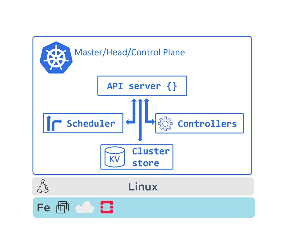 Master/Head/Control Plane
API server {}
Scheduler
Controllers
KV
Cluster
store
Linux
Fe